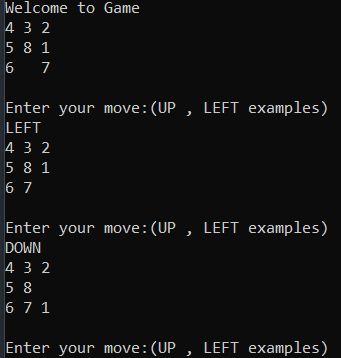 Welcome to Game
4 3 2
5 8 1
6   7
Enter your move:(UP , LEFT examples)
LEFT
4 3 2
5 8 1
6 7
Enter your move:(UP , LEFT examples)
DOWN
4 3 2
5 8
6 7 1
Enter your move:(UP , LEFT examples)